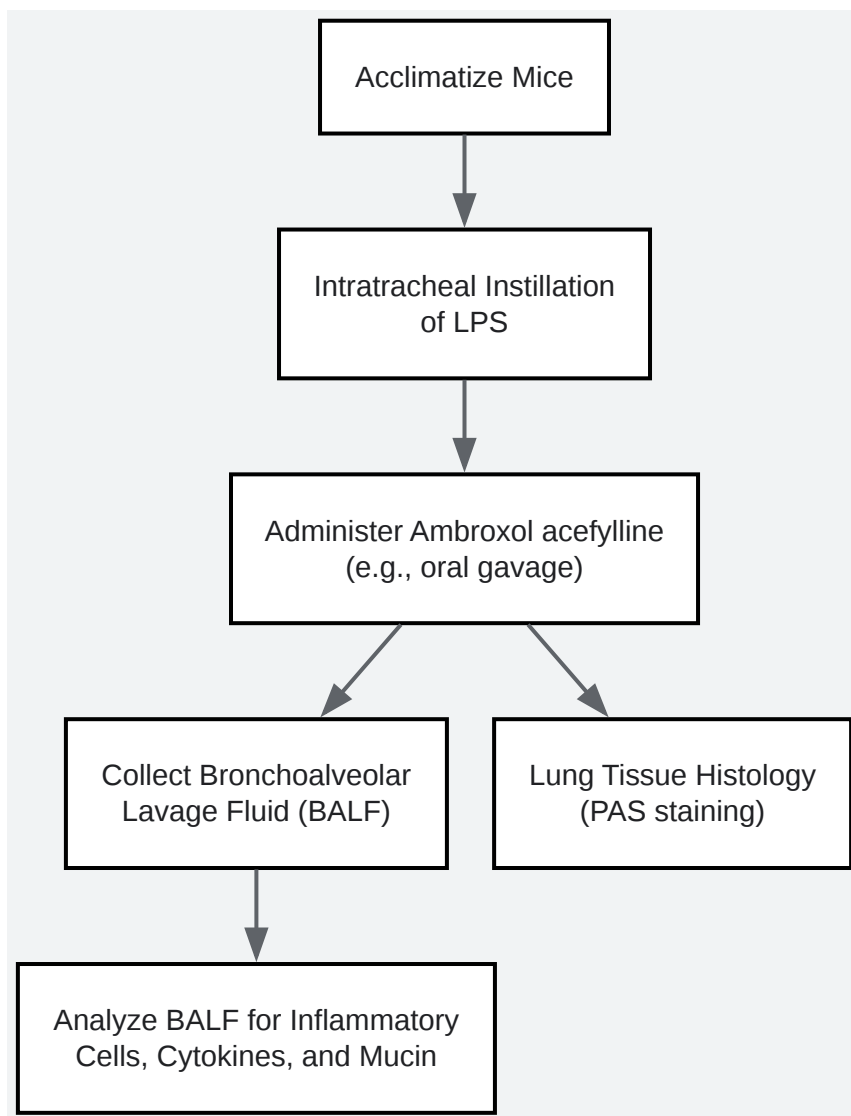 Acclimatize Mice
Intratracheal Instillation
of LPS
Administer Ambroxol acefylline
(e.g., oral gavage)
Collect Bronchoalveolar
Lavage Fluid (BALF)
Lung Tissue Histology
(PAS staining)
Analyze BALF for Inflammatory
Cells, Cytokines, and Mucin